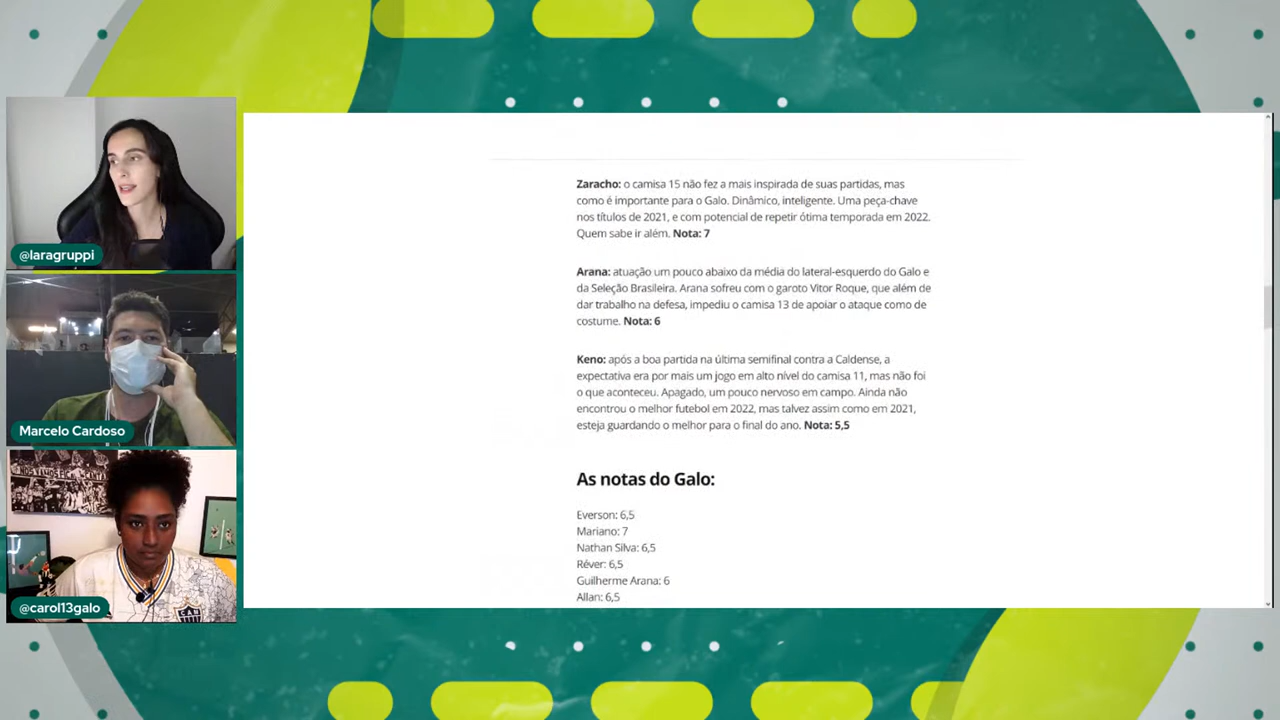 @laragruppi
Marcelo Cardoso
@carol13galo
CAM
Zaracho: o camisa 15 não fez a mais inspirada de suas partidas, mas
como é importante para o Galo. Dinâmico, inteligente. Uma peça-chave
nos títulos de 2021, e com potencial de repetir ótima temporada em 2022.
Quem sabe ir além. Nota: 7
Arana: atuação um pouco abaixo da média do lateral-esquerdo do Galo e
da Seleção Brasileira. Arana sofreu com o garoto Vitor Roque, que além de
dar trabalho na defesa, impediu o camisa 13 de apoiar o ataque como de
costume. Nota: 6
Keno: após a boa partida na última semifinal contra a Caldense, a
expectativa era por mais um jogo em alto nível do camisa 11, mas não foi
o que aconteceu. Apagado, um pouco nervoso em campo. Ainda não
encontrou o melhor futebol em 2022, mas talvez assim como em 2021,
esteja guardando o melhor para o final do ano. Nota: 5,5
As notas do Galo:
Everson: 6,5
Mariano: 7
Nathan Silva: 6,5
Réver: 6,5
Guilherme Arana: 6
Allan: 6,5